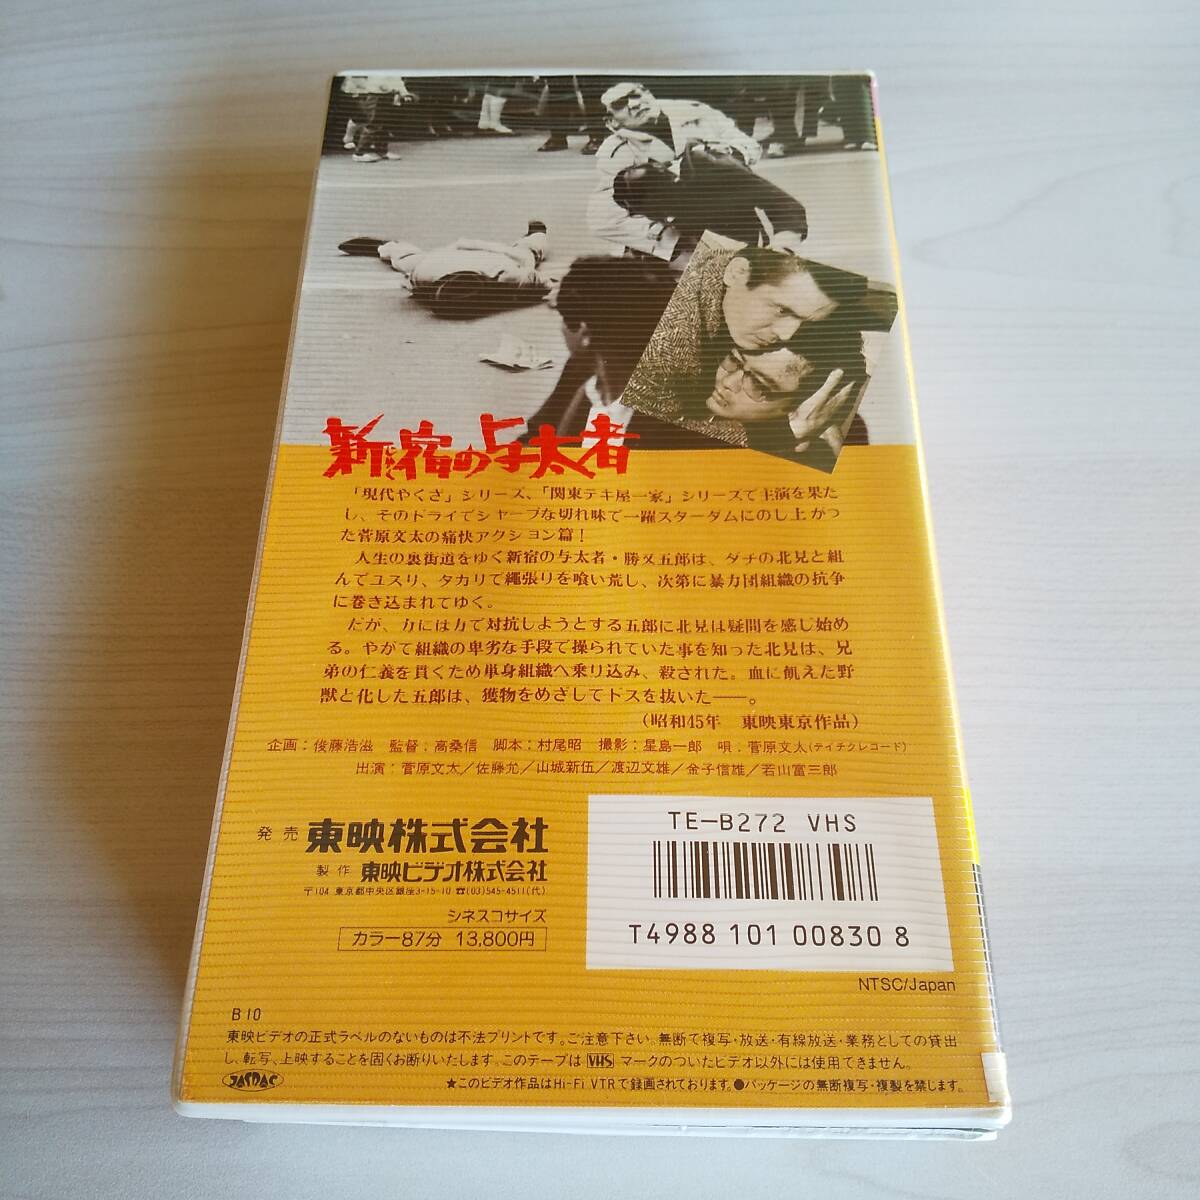 新宿の与太者
じゅく
「現代やくざ」シリーズ、「関東テキ屋一家」シリーズで主演を果た
し、そのドライでシャープな切れ味で一躍スターダムにのし上がっ
た菅原文太の痛快アクション篇!
人生の裏街道をゆく新宿の与太者・勝又五郎は、ダチの北見と組
んでユスリ、タカリで縄張りを喰い荒し、次第に暴力団組織の抗争
に巻き込まれてゆく。
だが、力には力で対抗しようとする五郎に北見は疑問を感じ始め
る。やがて組織の卑劣な手段で操られていた事を知った北見は、兄
弟の仁義を貫くため単身組織へ乗り込み、殺された。血に飢えた野
獣と化した五郎は、獲物をめざしてドスを抜いた——。
(昭和45年 東映東京作品)
企画:俊藤浩滋 監督:高桑信 脚本:村尾昭 撮影:星島一郎 唄:菅原文太(テイチクレコード)
出演:菅原文太/佐藤允/山城新伍/渡辺文雄/金子信雄/若山富三郎
発売 東映株式会社
製作 東映ビデオ株式会社
〒104 東京都中央区銀座3-15-10 ☎(03)545-4511(代)
シネスコサイズ
カラー87分 13,800円
TE-B272 VHS
T4988 101 00830 8
NTSC/Japan
B10
東映ビデオの正式ラベルのないものは不法プリントです。ご注意下さい。無断で複写・放送・有線放送・業務としての貸出
し、転写、上映することを固くお断りいたします。このテープは VHS マークのついたビデオ以外には使用できません。
JASRAC
★このビデオ作品はHi-Fi VTRで録画されております。●パッケージの無断複写・複製を禁じます。